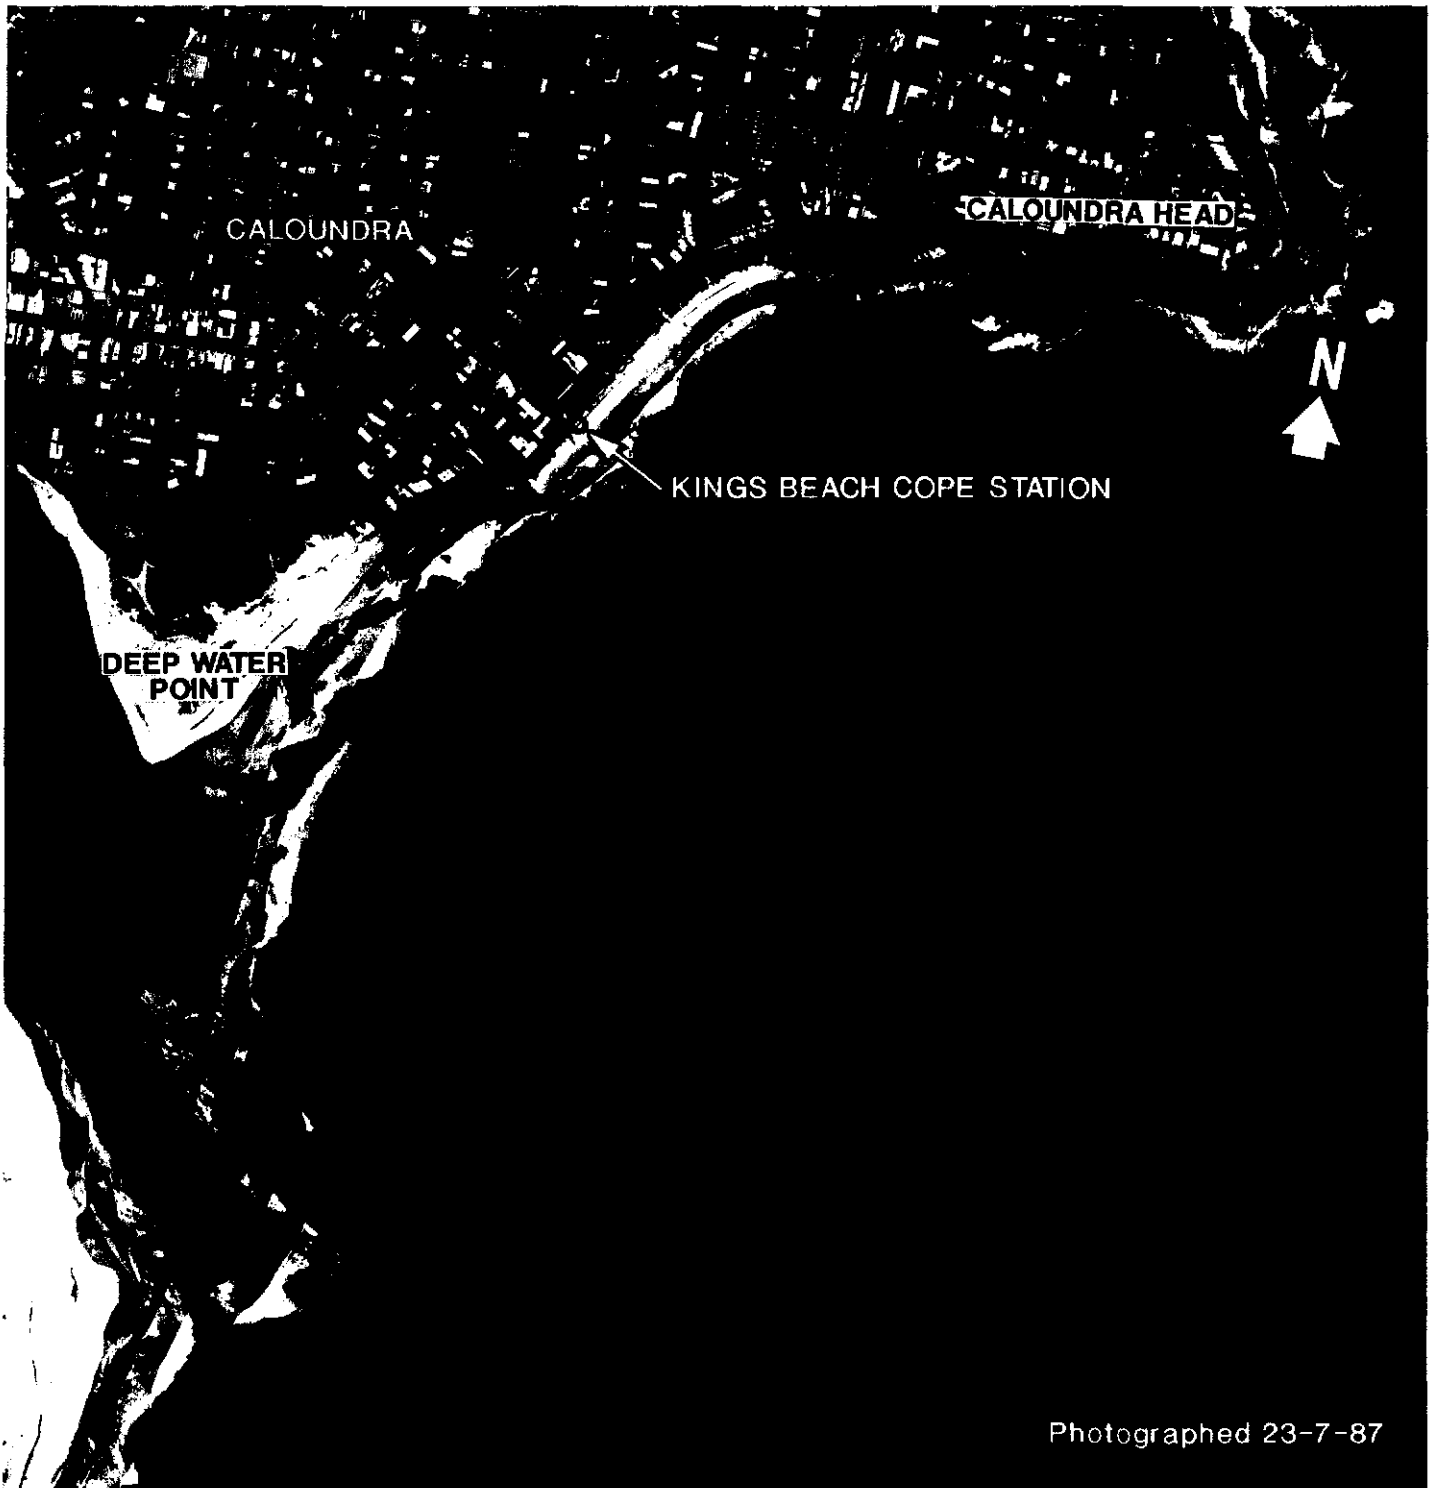 CALOUNDRA
CALOUNDRA HEAD
N
KINGS BEACH COPE STATION
DEEP WATER
POINT
Photographed 23-7-87